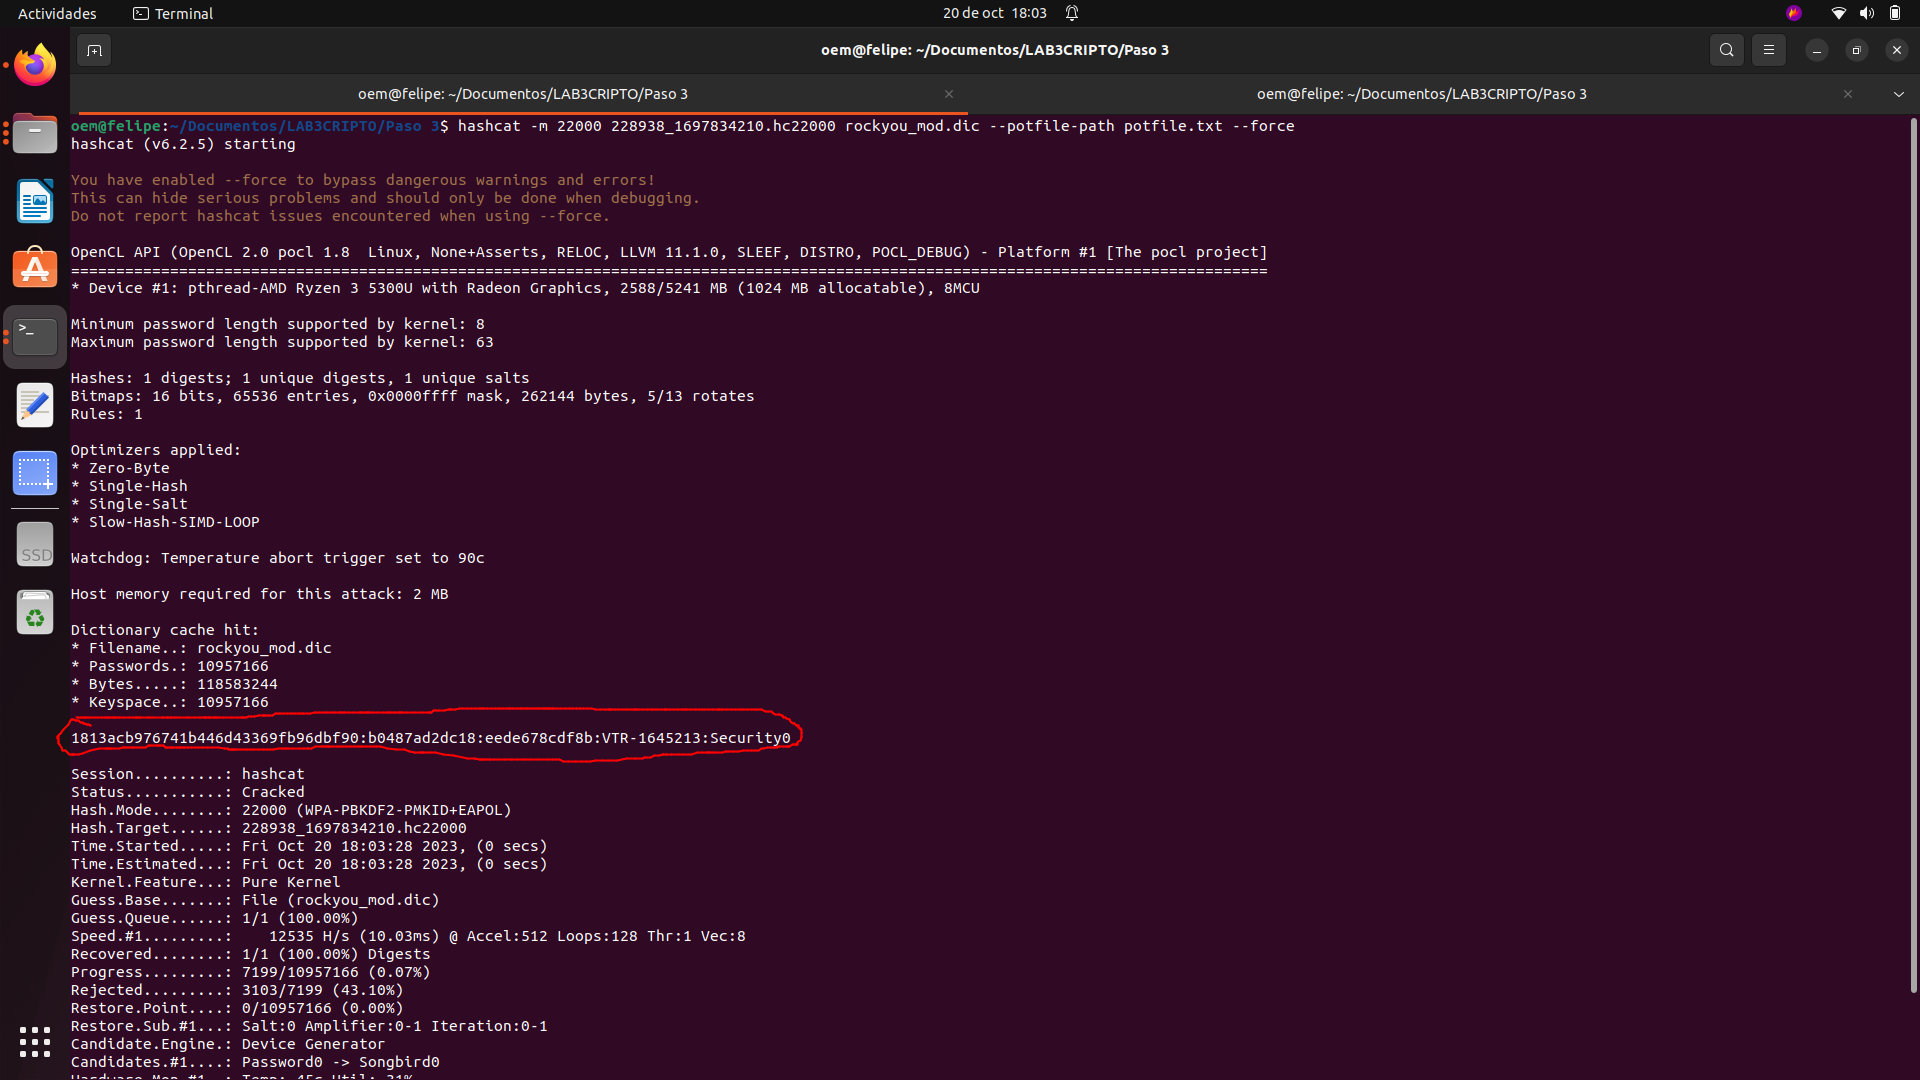 Actividades
Terminal
20 de oct 18:03
oem@felipe: ~/Documentos/LAB3CRIPTO/Paso 3
oem@felipe: ~/Documentos/LAB3CRIPTO/Paso 3
oem@felipe: ~/Documentos/LAB3CRIPTO/Paso 3
oem@felipe:~/Documentos/LAB3CRIPTO/Paso 3$ hashcat -m 22000 228938_1697834210.hc22000 rockyou_mod.dic --potfile-path potfile.txt --force
hashcat (v6.2.5) starting
You have enabled --force to bypass dangerous warnings and errors!
This can hide serious problems and should only be done when debugging.
Do not report hashcat issues encountered when using --force.
OpenCL API (OpenCL 2.0 pocl 1.8  Linux, None+Asserts, RELOC, LLVM 11.1.0, SLEEF, DISTRO, POCL_DEBUG) - Platform #1 [The pocl project]
=====================================================================================================================================
* Device #1: pthread-AMD Ryzen 3 5300U with Radeon Graphics, 2588/5241 MB (1024 MB allocatable), 8MCU
Minimum password length supported by kernel: 8
Maximum password length supported by kernel: 63
Hashes: 1 digests; 1 unique digests, 1 unique salts
Bitmaps: 16 bits, 65536 entries, 0x0000ffff mask, 262144 bytes, 5/13 rotates
Rules: 1
Optimizers applied:
* Zero-Byte
* Single-Hash
* Single-Salt
* Slow-Hash-SIMD-LOOP
Watchdog: Temperature abort trigger set to 90c
Host memory required for this attack: 2 MB
Dictionary cache hit:
* Filename..: rockyou_mod.dic
* Passwords.: 10957166
* Bytes.....: 118583244
* Keyspace..: 10957166
1813acb976741b446d43369fb96dbf90:b0487ad2dc18:eede678cdf8b:VTR-1645213:Security0
Session..........: hashcat
Status...........: Cracked
Hash.Mode........: 22000 (WPA-PBKDF2-PMKID+EAPOL)
Hash.Target......: 228938_1697834210.hc22000
Time.Started.....: Fri Oct 20 18:03:28 2023, (0 secs)
Time.Estimated...: Fri Oct 20 18:03:28 2023, (0 secs)
Kernel.Feature...: Pure Kernel
Guess.Base.......: File (rockyou_mod.dic)
Guess.Queue......: 1/1 (100.00%)
Speed.#1.........:    12535 H/s (10.03ms) @ Accel:512 Loops:128 Thr:1 Vec:8
Recovered........: 1/1 (100.00%) Digests
Progress.........: 7199/10957166 (0.07%)
Rejected.........: 3103/7199 (43.10%)
Restore.Point....: 0/10957166 (0.00%)
Restore.Sub.#1...: Salt:0 Amplifier:0-1 Iteration:0-1
Candidate.Engine.: Device Generator
Candidates.#1....: Password0 -> Songbird0
Hardware.Mon.#1..: Temp: 45c Util: 31%
SSD